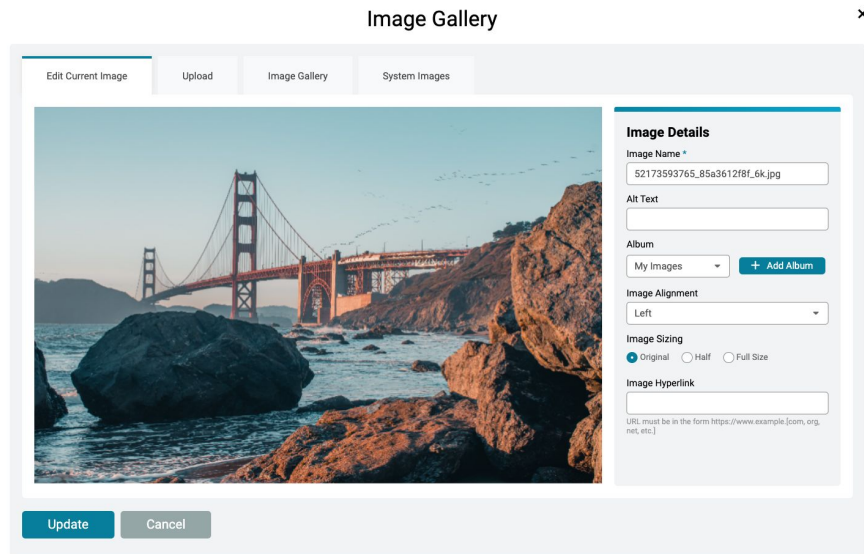 Image Gallery
×
Edit Current Image
Upload
Image Gallery
System Images
Image Details
Image Name *
52173593765_85a3612f8f_6k.jpg
Alt Text
Album
My Images
+ Add Album
Image Alignment
Left
Image Sizing
Original
Half
Full Size
Image Hyperlink
URL must be in the form https://www.example.[com, org,
net, etc.]
Update
Cancel